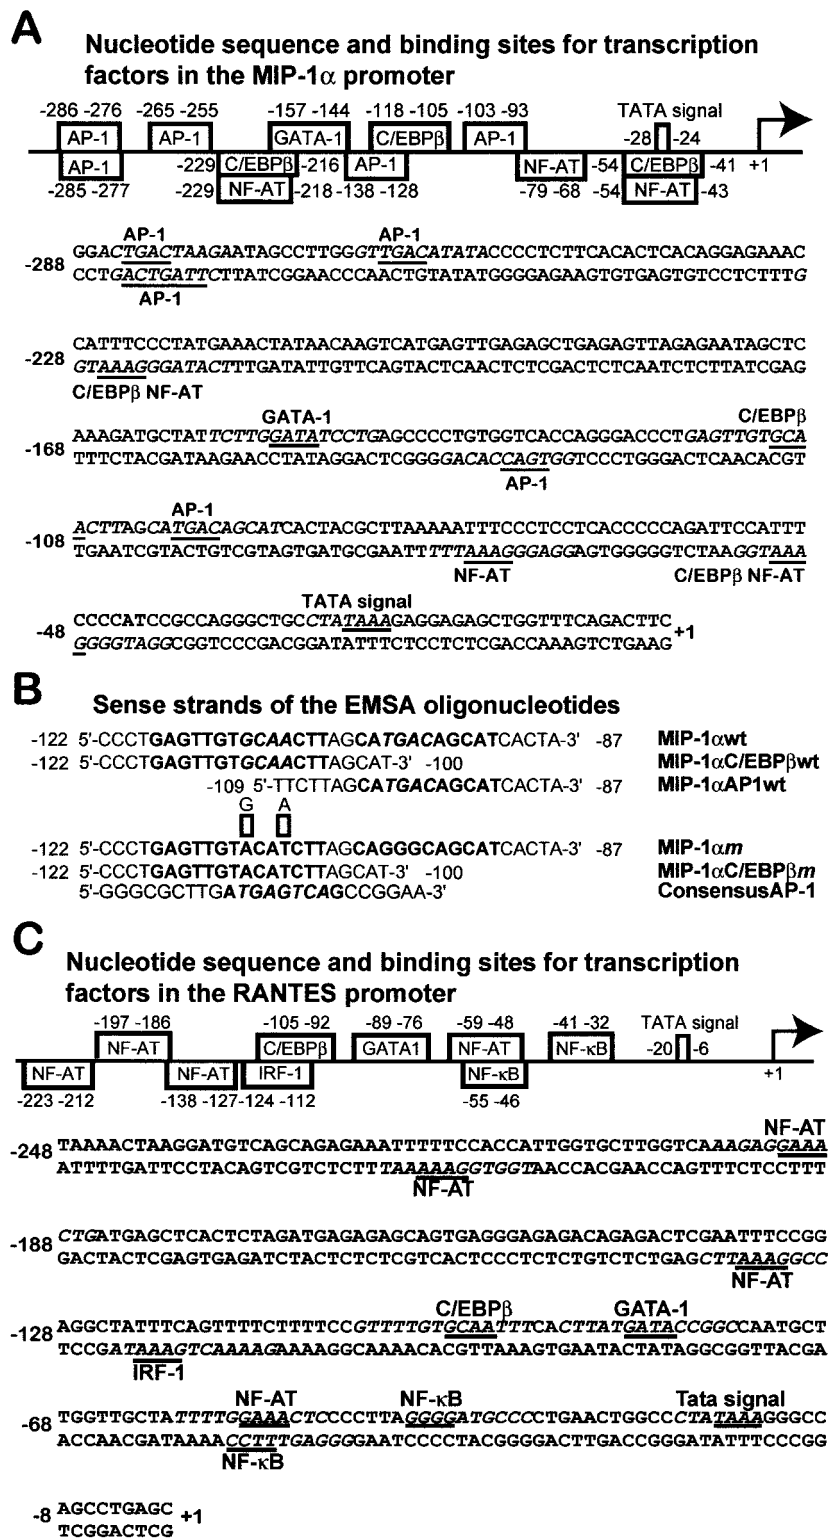 A
Nucleotide sequence and binding sites for transcription
factors in the MIP-1α promoter
-286 -276 -265 -255 -157 -144 -118 -105 -103 -93 TATA signal
AP-1 AP-1 GATA-1 C/EBPβ AP-1 -28 -24
AP-1 -229 C/EBPβ -216 AP-1 NF-AT -54 C/EBPβ -41 +1
-285 -277 -229 NF-AT -218 -138 -128 -79 -68 -54 NF-AT -43
AP-1 AP-1
GGACTGACTAAGAATAGCCTTGGGTTGACATATACCCCTCTTCACACTCACAGGAGAAAC
-288
CCTGACTGATTCTTATCGGAACCCAACTGTATATGGGGAGAAGTGTGAGTGTCCTCTTTG
AP-1
CATTTCCCTATGAAACTATAACAAGTCATGAGTTGAGAGCTGAGAGTTAGAGAATAGCTC
-228
GTAAAGGGATACTTTGATATTGTTCAGTACTCAACTCTCGACTCTCAATCTCTTATCGAG
C/EBPβ NF-AT
GATA-1 C/EBPβ
AAAGATGCTATTCTTGGATATCCTGAGCCCCTGTGGTCACCAGGGACCCTGAGTTGTGCA
-168
TTTCTACGATAAGAACCTATAGGACTCGGGGACACCAGTGGTCCCTGGGACTCAACACGT
AP-1
AP-1
ACTTAGCATGACAGCATCACTACGCTTAAAAATTTCCCTCCTCACCCCCAGATTCCATTT
-108
TGAATCGTACTGTCGTAGTGATGCGAATTTTTAAAGGGAGGAGTGGGGGTCTAAGGTAAA
NF-AT C/EBPβ NF-AT
TATA signal
CCCCATCCGCCAGGGCTGCCTATAAAGAGGAGAGCTGGTTTCAGACTTC
-48 +1
GGGGTAGGCGGTCCCGACGGATATTTCTCCTCTCGACCAAAGTCTGAAG
B
Sense strands of the EMSA oligonucleotides
-122 5'-CCCTGAGTTGTGCAACTTAGCATGACAGCATCACTA-3' -87 MIP-1αwt
-122 5'-CCCTGAGTTGTGCAACTTAGCAT-3' -100 MIP-1αC/EBPβwt
-109 5'-TTCTTAGCATGACAGCATCACTA-3' -87 MIP-1αAP1wt
G A
-122 5'-CCCTGAGTTGTACATCTTAGCAGGGCAGCATCACTA-3' -87 MIP-1αm
-122 5'-CCCTGAGTTGTACATCTTAGCAT-3' -100 MIP-1αC/EBPβm
5'-GGGCGCTTGATGAGTCAGCCGGAA-3' ConsensusAP-1
C
Nucleotide sequence and binding sites for transcription
factors in the RANTES promoter
-197 -186 -105 -92 -89 -76 -59 -48 -41 -32 TATA signal
NF-AT C/EBPβ GATA1 NF-AT NF-κB -20 -6
NF-AT NF-AT IRF-1 NF-κB +1
-223 -212 -138 -127 -124 -112 -55 -46
NF-AT
TAAAACTAAGGATGTCAGCAGAGAAATTTTTCCACCATTGGTGCTTGGTCAAAGAGGAAA
-248
ATTTTGATTCCTACAGTCGTCTCTTTAAAAAGGTGGTAACCACGAACCAGTTTCTCCTTT
NF-AT
CTGATGAGCTCACTCTAGATGAGAGAGCAGTGAGGGAGAGACAGAGACTCGAATTTCCGG
-188
GACTACTCGAGTGAGATCTACTCTCTCGTCACTCCCTCTCTGTCTCTGAGCTTAAAGGCC
NF-AT
C/EBPβ GATA-1
AGGCTATTTCAGTTTTCTTTTCCGTTTTGTGCAATTTCACTTATGATACCGGCCAATGCT
-128
TCCGATAAAGTCAAAAGAAAAGGCAAAACACGTTAAAGTGAATACTATAGGCGGTTACGA
IRF-1
NF-AT NF-κB Tata signal
TGGTTGCTATTTTGGAAACTCCCCTTAGGGGATGCCCCTGAACTGGCCCTATAAAGGGCC
-68
ACCAACGATAAAACCTTTGAGGGGAATCCCCTACGGGGACTTGACCGGGATATTTCCCGG
NF-κB
AGCCTGAGC
-8 +1
TCGGACTCG